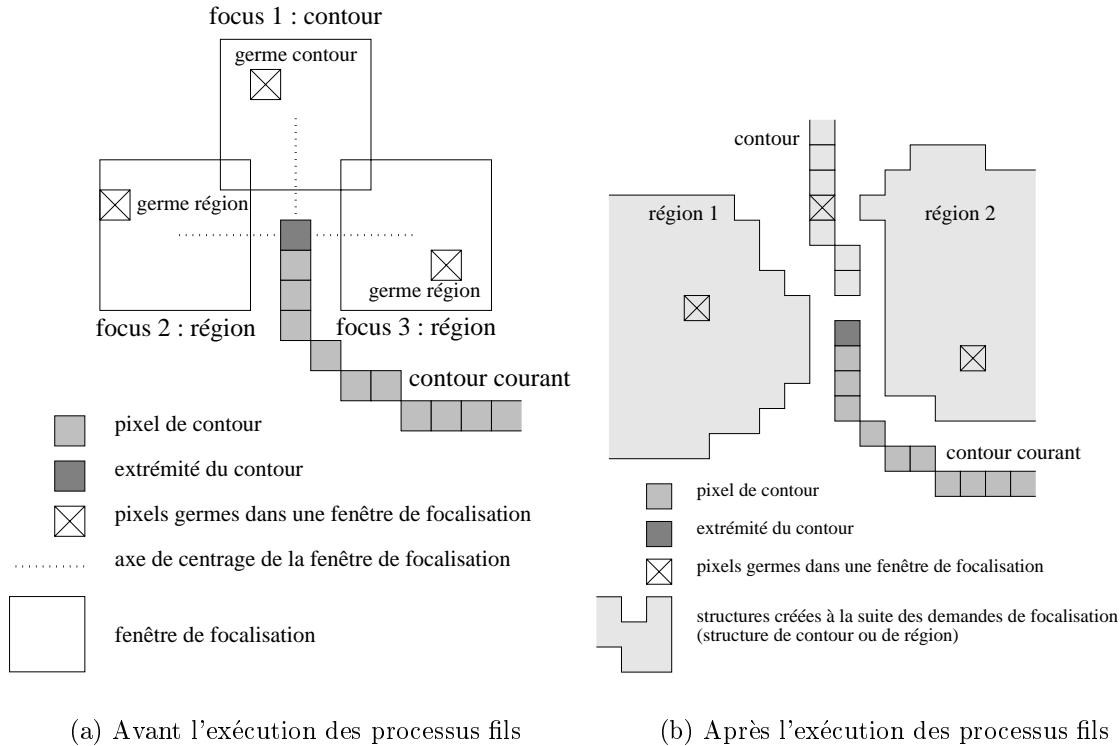 focus 1 : contour
germe contour
germe région
germe région
focus 2 : région
focus 3 : région
contour courant
pixel de contour
extrémité du contour
pixels germes dans une fenêtre de focalisation
axe de centrage de la fenêtre de focalisation
fenêtre de focalisation
(a) Avant l'exécution des processus fils
contour
région 1
région 2
contour courant
pixel de contour
extrémité du contour
pixels germes dans une fenêtre de focalisation
structures créées à la suite des demandes de focalisation
(structure de contour ou de région)
(b) Après l'exécution des processus fils